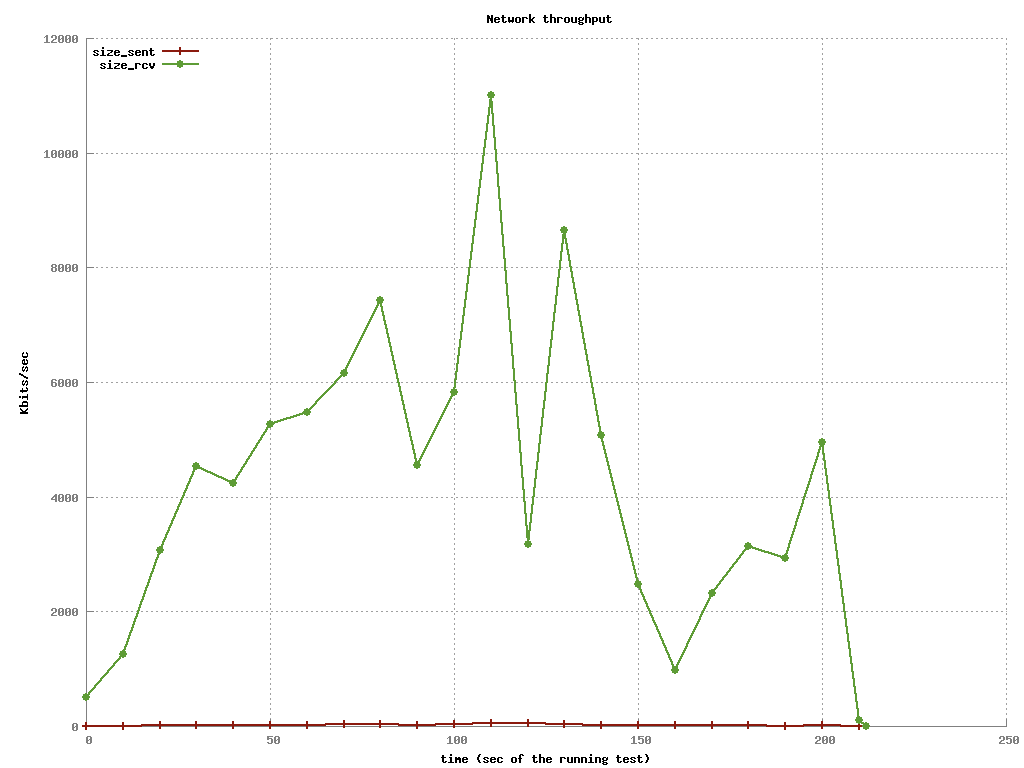 Network throughput
12000
size_sent
size_rcv
10000
8000
6000
Kbits/sec
4000
2000
0
0 50 100 150 200 250
time (sec of the running test)